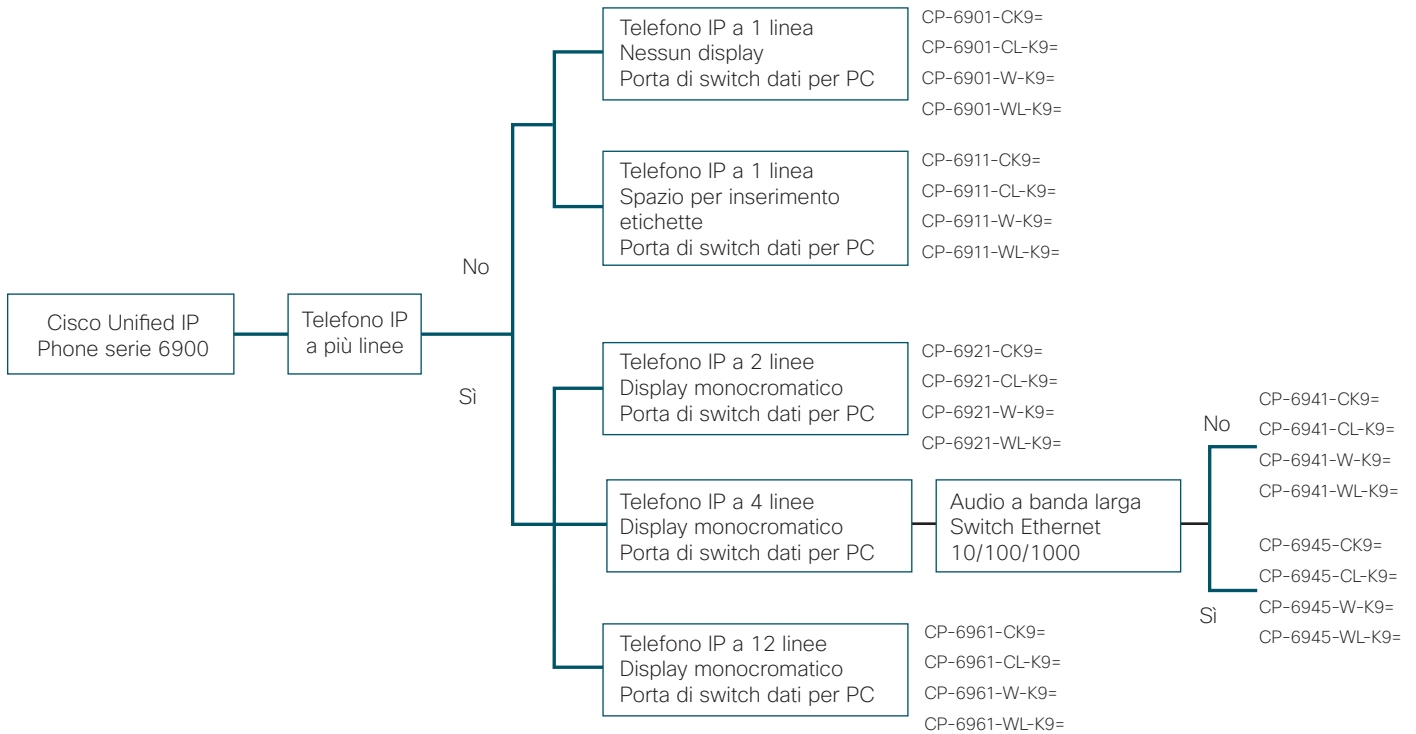 Telefono IP a 1 linea
Nessun display
Porta di switch dati per PC
CP-6901-CK9=
CP-6901-CL-K9=
CP-6901-W-K9=
CP-6901-WL-K9=
Telefono IP a 1 linea
Spazio per inserimento
etichette
Porta di switch dati per PC
CP-6911-CK9=
CP-6911-CL-K9=
CP-6911-W-K9=
CP-6911-WL-K9=
No
Cisco Unified IP
Phone serie 6900
Telefono IP
a più linee
Sì
Telefono IP a 2 linee
Display monocromatico
Porta di switch dati per PC
CP-6921-CK9=
CP-6921-CL-K9=
CP-6921-W-K9=
CP-6921-WL-K9=
Telefono IP a 4 linee
Display monocromatico
Porta di switch dati per PC
Audio a banda larga
Switch Ethernet
10/100/1000
No
CP-6941-CK9=
CP-6941-CL-K9=
CP-6941-W-K9=
CP-6941-WL-K9=
Sì
CP-6945-CK9=
CP-6945-CL-K9=
CP-6945-W-K9=
CP-6945-WL-K9=
Telefono IP a 12 linee
Display monocromatico
Porta di switch dati per PC
CP-6961-CK9=
CP-6961-CL-K9=
CP-6961-W-K9=
CP-6961-WL-K9=